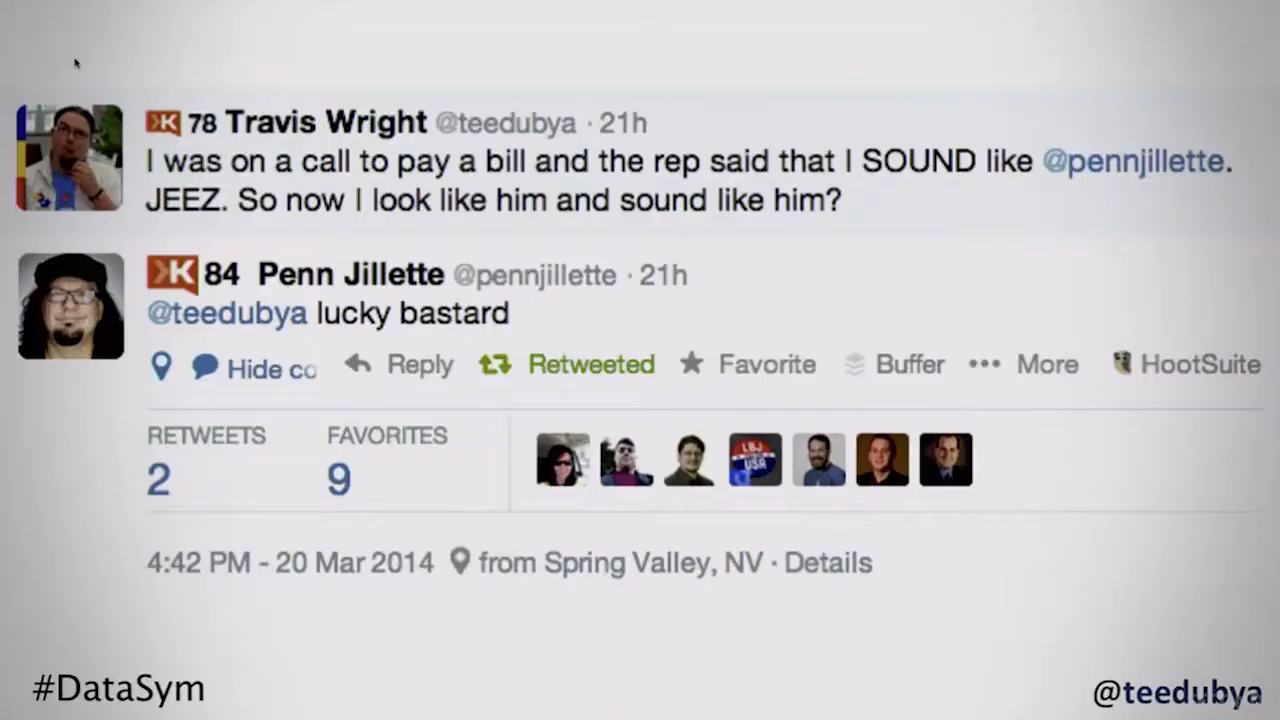 K 78 Travis Wright @teedubya · 21h
I was on a call to pay a bill and the rep said that I SOUND like @pennjillette.
JEEZ. So now I look like him and sound like him?
K 84 Penn Jillette @pennjillette · 21h
@teedubya lucky bastard
Hide co Reply Retweeted Favorite Buffer ••• More HootSuite
RETWEETS FAVORITES
2 9
LBJ
USA
4:42 PM - 20 Mar 2014 from Spring Valley, NV · Details
#DataSym @teedubya